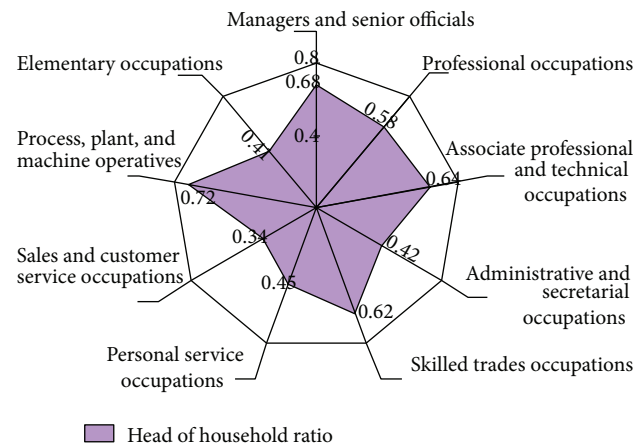 Managers and senior officials
0.8
0.68
0.4
Professional occupations
0.58
Associate professional
and technical
occupations
0.64
Administrative and
secretarial
occupations
0.42
Skilled trades occupations
0.62
Personal service
occupations
0.45
Sales and customer
service occupations
0.34
Process, plant, and
machine operatives
0.72
Elementary occupations
0.41
Head of household ratio